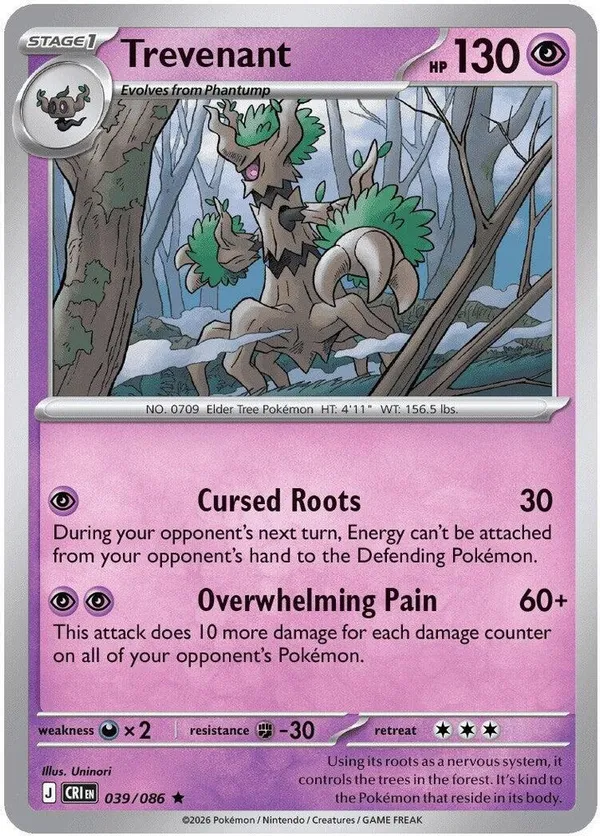 STAGE1
Trevenant
HP 130
Evolves from Phantump
NO. 0709 Elder Tree Pokémon HT: 4'11" WT: 156.5 lbs.
Cursed Roots 30
During your opponent's next turn, Energy can't be attached
from your opponent's hand to the Defending Pokémon.
Overwhelming Pain 60+
This attack does 10 more damage for each damage counter
on all of your opponent's Pokémon.
weakness ×2 resistance -30 retreat
Using its roots as a nervous system, it
controls the trees in the forest. It's kind to
the Pokémon that reside in its body.
Illus. Uninori
J CRI EN 039/086 ★
©2026 Pokémon / Nintendo / Creatures / GAME FREAK